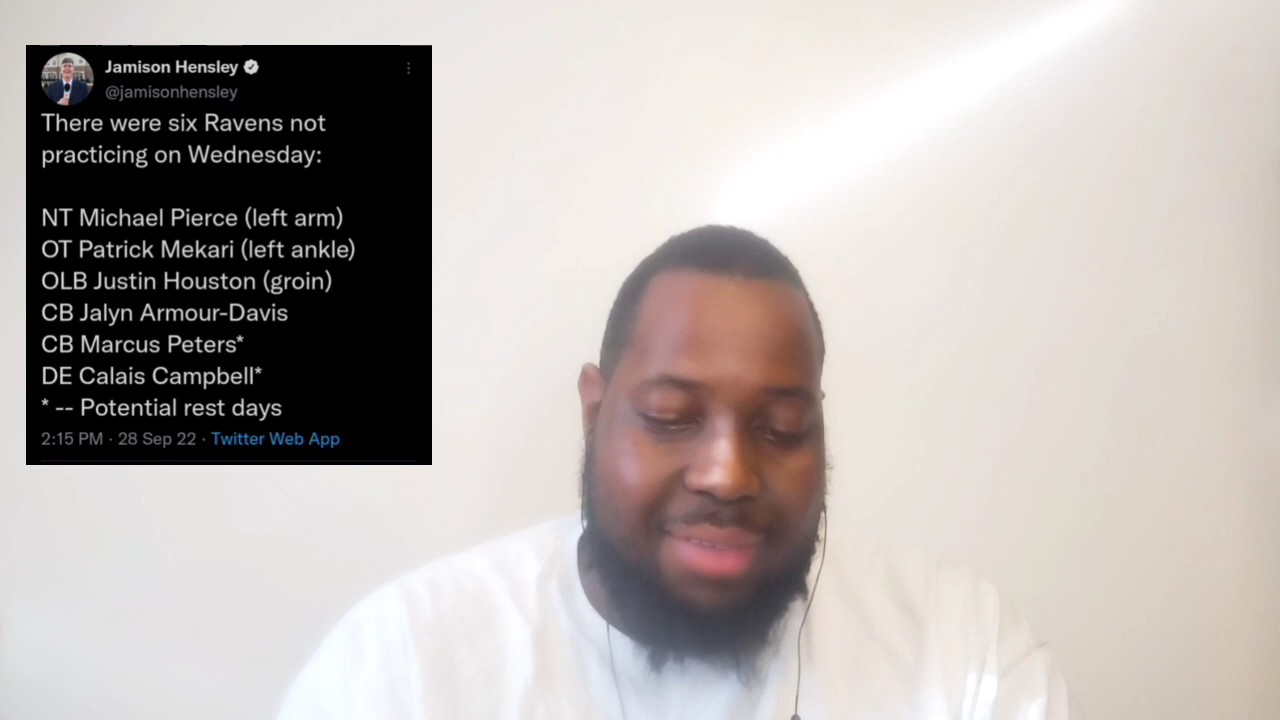 Jamison Hensley
@jamisonhensley
There were six Ravens not
practicing on Wednesday:
NT Michael Pierce (left arm)
OT Patrick Mekari (left ankle)
OLB Justin Houston (groin)
CB Jalyn Armour-Davis
CB Marcus Peters*
DE Calais Campbell*
* -- Potential rest days
2:15 PM · 28 Sep 22 · Twitter Web App